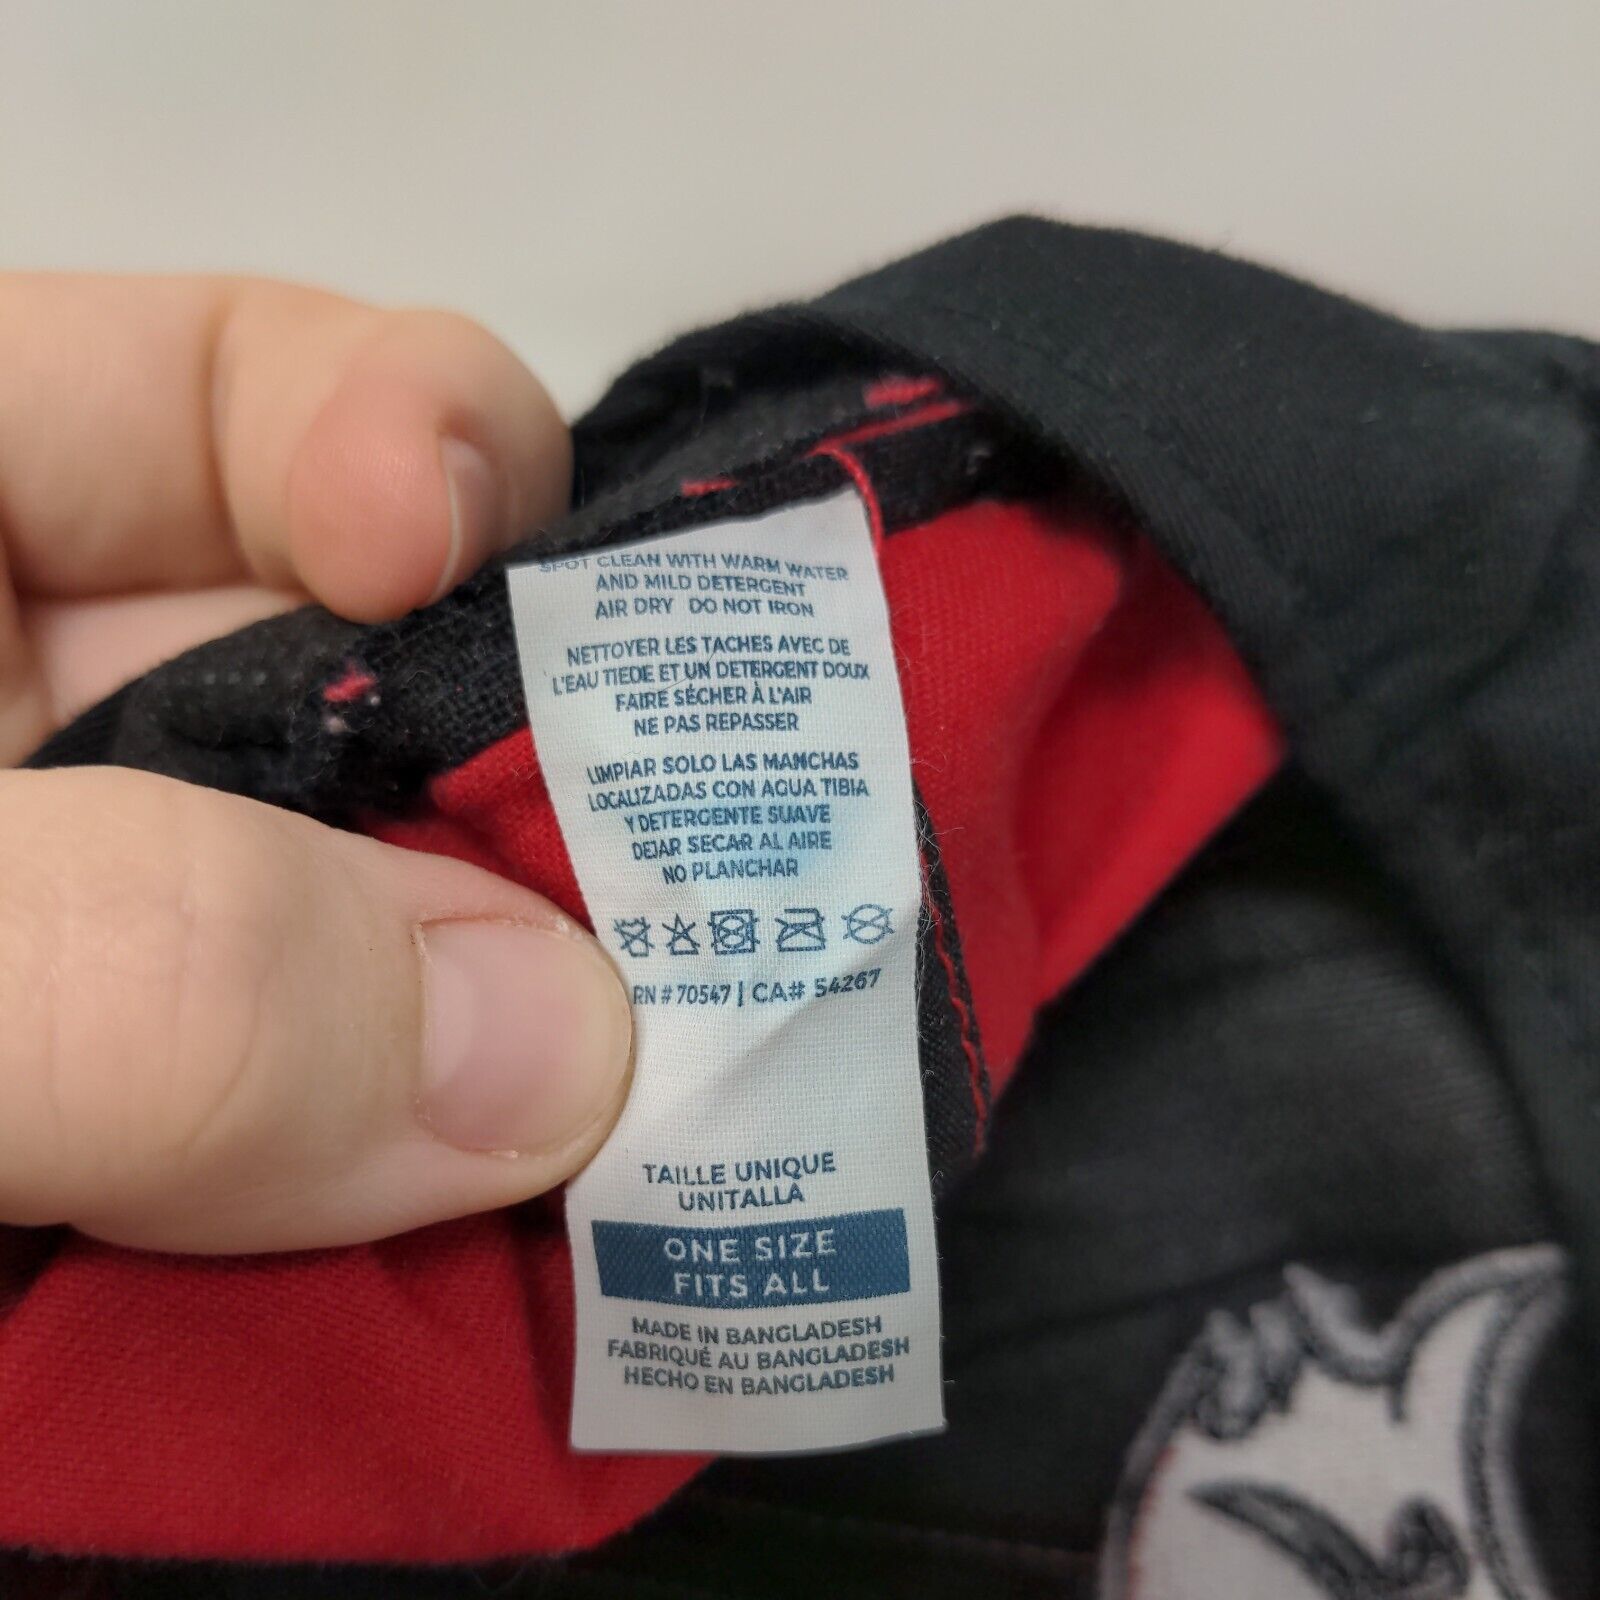 SPOT CLEAN WITH WARM WATER
AND MILD DETERGENT
AIR DRY DO NOT IRON
NETTOYER LES TACHES AVEC DE
L'EAU TIEDE ET UN DETERGENT DOUX
FAIRE SÉCHER À L'AIR
NE PAS REPASSER
LIMPIAR SOLO LAS MANCHAS
LOCALIZADAS CON AGUA TIBIA
Y DETERGENTE SUAVE
DEJAR SECAR AL AIRE
NO PLANCHAR
RN # 70547 | CA# 54267
TAILLE UNIQUE
UNITALLA
ONE SIZE
FITS ALL
MADE IN BANGLADESH
FABRIQUÉ AU BANGLADESH
HECHO EN BANGLADESH